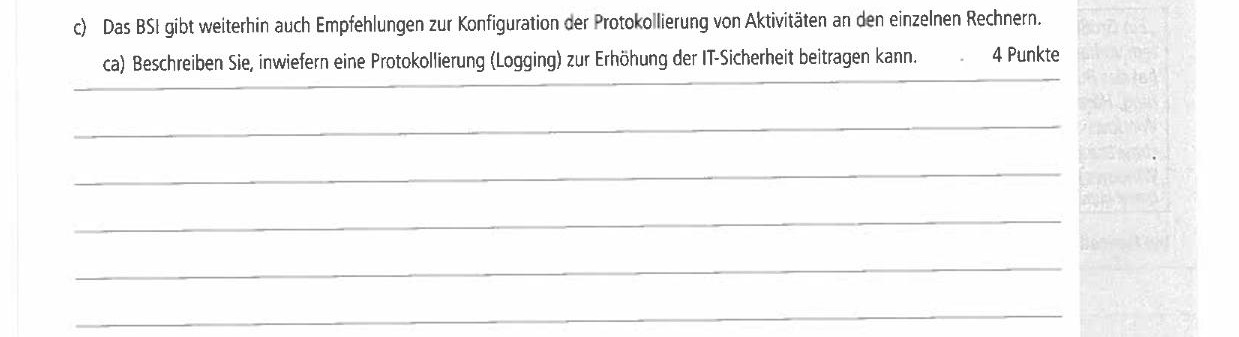 c) Das BSI gibt weiterhin auch Empfehlungen zur Konfiguration der Protokollierung von Aktivitäten an den einzelnen Rechnern.
ca) Beschreiben Sie, inwiefern eine Protokollierung (Logging) zur Erhöhung der IT-Sicherheit beitragen kann. 4 Punkte